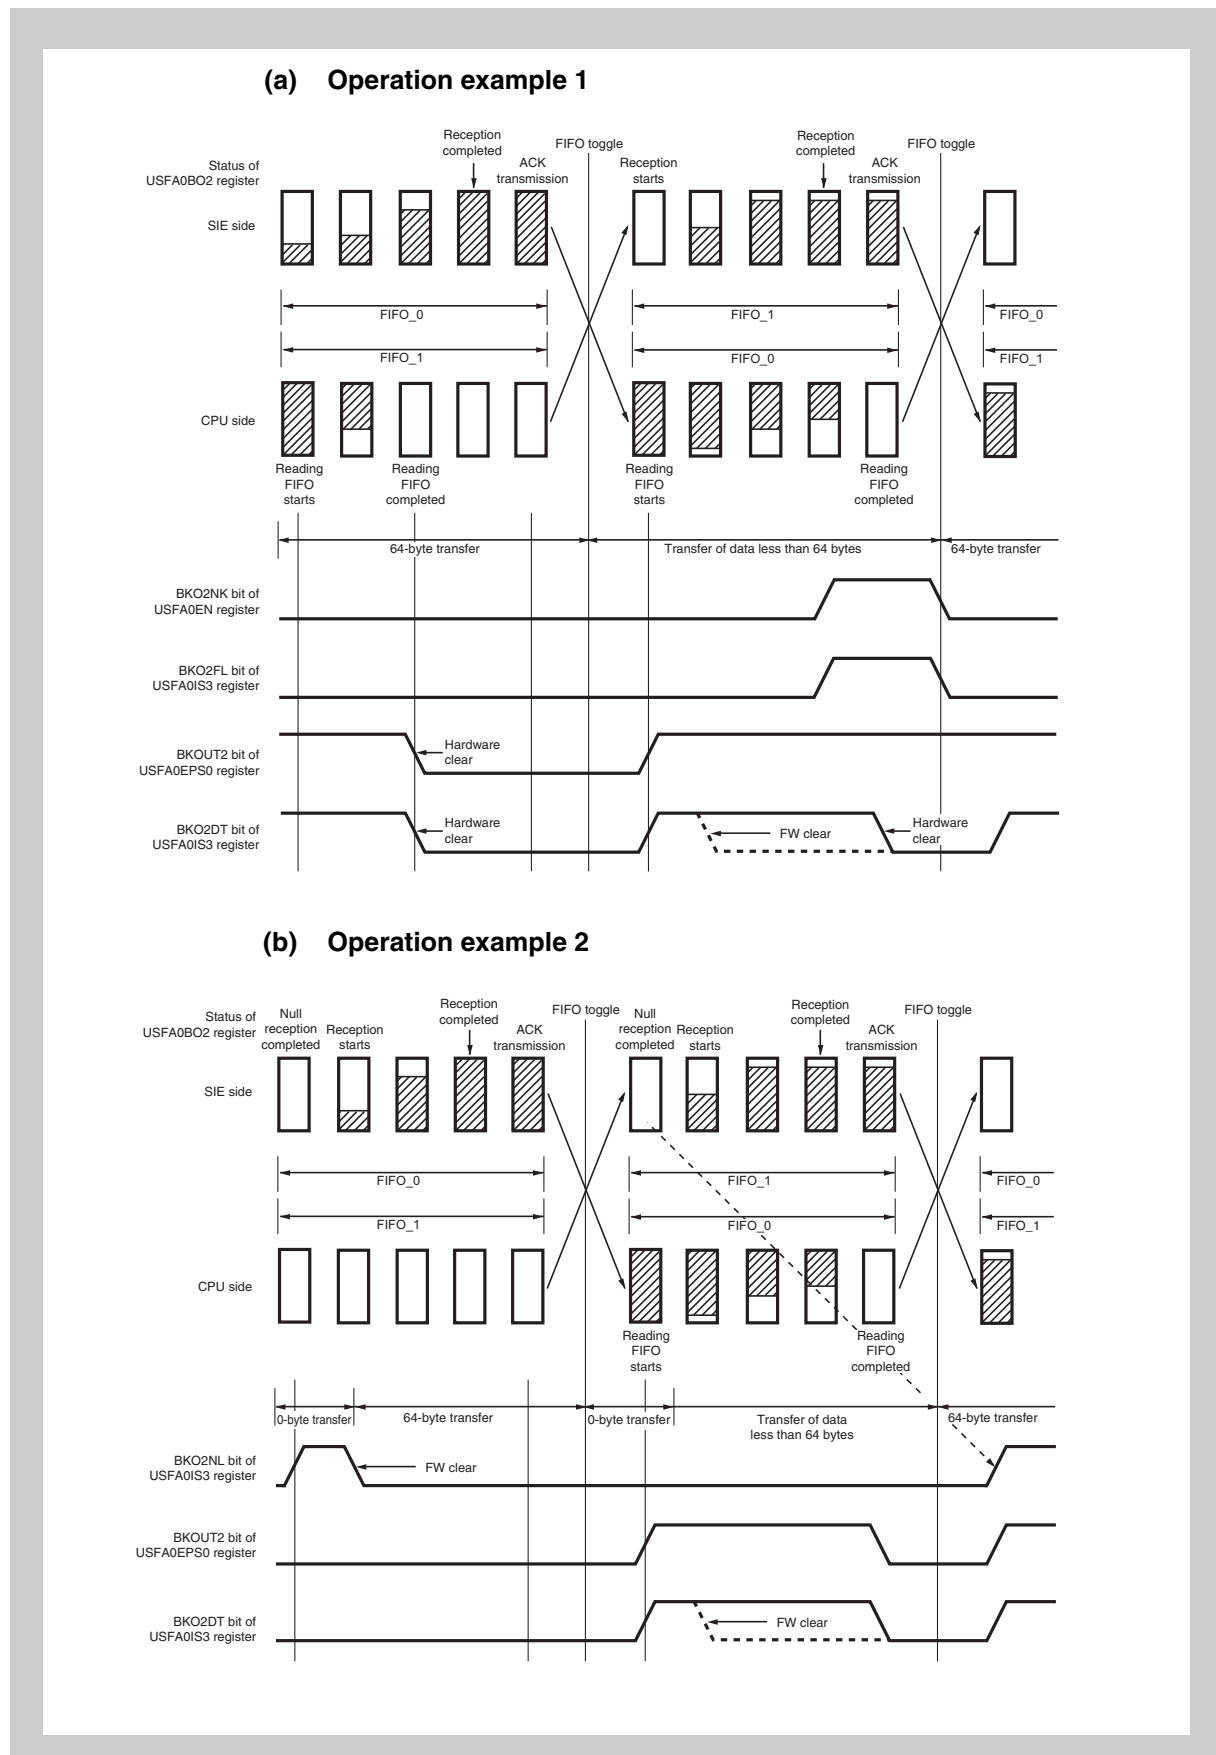 (a) Operation example 1
Status of
USFA0BO2 register
Reception
completed
ACK
transmission
FIFO toggle
Reception
starts
Reception
completed
ACK
transmission
FIFO toggle
SIE side
FIFO_0
FIFO_1
FIFO_0
FIFO_1
FIFO_0
FIFO_1
CPU side
Reading
FIFO
starts
Reading
FIFO
completed
Reading
FIFO
starts
Reading
FIFO
completed
64-byte transfer
Transfer of data less than 64 bytes
64-byte transfer
BKO2NK bit of
USFA0EN register
BKO2FL bit of
USFA0IS3 register
BKOUT2 bit of
USFA0EPS0 register
Hardware
clear
BKO2DT bit of
USFA0IS3 register
Hardware
clear
FW clear
Hardware
clear
(b) Operation example 2
Status of
USFA0BO2 register
Null
reception
completed
Reception
starts
Reception
completed
ACK
transmission
FIFO toggle
Null
reception
completed
Reception
starts
Reception
completed
ACK
transmission
FIFO toggle
SIE side
FIFO_0
FIFO_1
FIFO_0
FIFO_1
FIFO_0
FIFO_1
CPU side
Reading
FIFO
starts
Reading
FIFO
completed
0-byte transfer
64-byte transfer
0-byte transfer
Transfer of data
less than 64 bytes
64-byte transfer
BKO2NL bit of
USFA0IS3 register
FW clear
BKOUT2 bit of
USFA0EPS0 register
BKO2DT bit of
USFA0IS3 register
FW clear